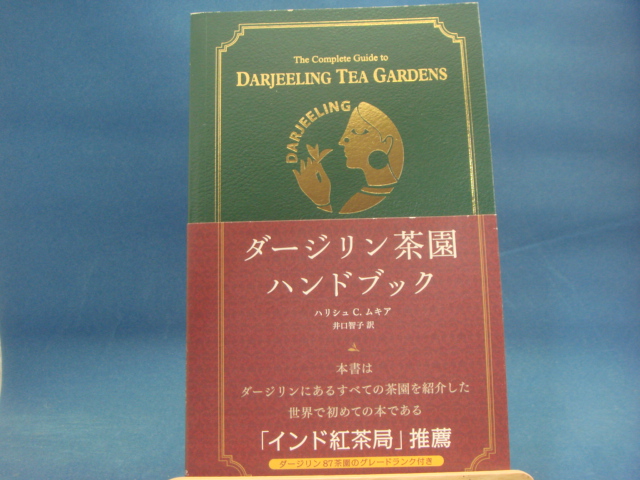 The Complete Guide to
DARJEELING TEA GARDENS
DARJEELING
ダージリン茶園
ハンドブック
ハリシュ C. ムキア
井口智子 訳
本書は
ダージリンにあるすべての茶園を紹介した
世界で初めての本である
「インド紅茶局」推薦
ダージリン87茶園のグレードランク付き